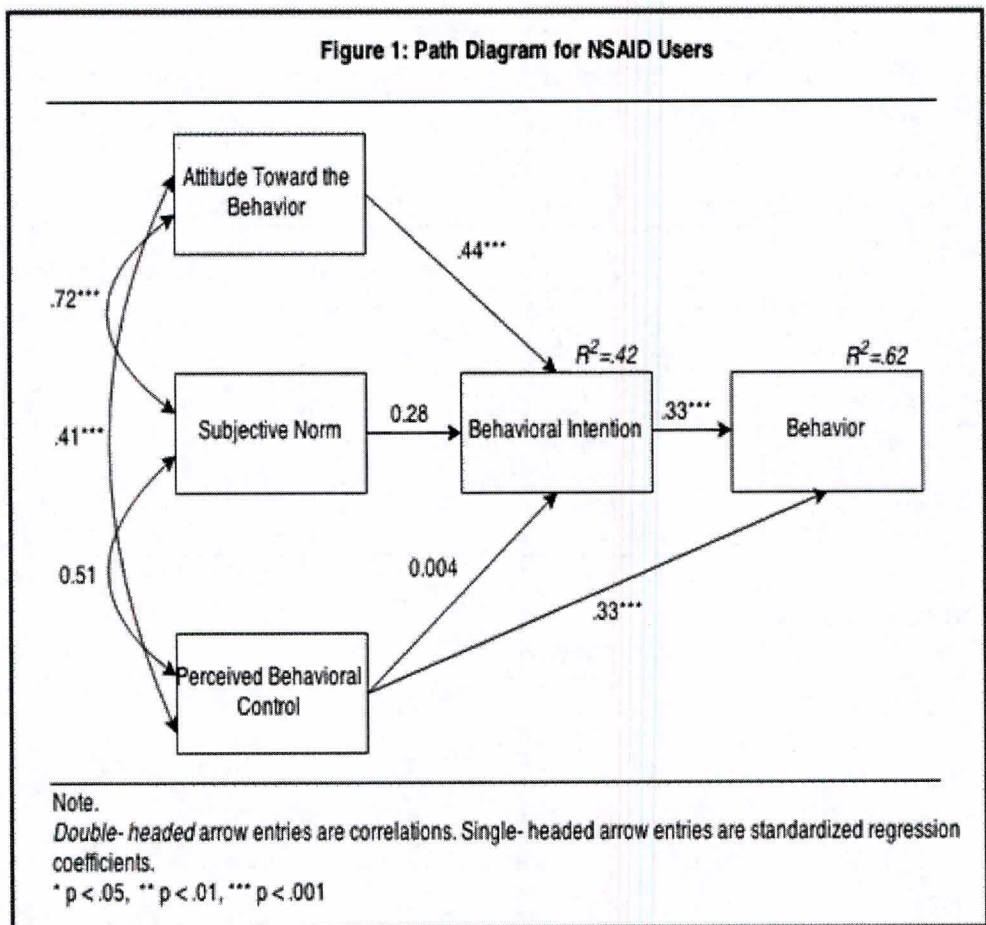 Figure 1: Path Diagram for NSAID Users
Attitude Toward the
Behavior
.44***
.72***
R²=.42
R²=.62
Subjective Norm
0.28
Behavioral Intention
.33***
Behavior
.41***
0.51
0.004
.33***
Perceived Behavioral
Control
Note.
Double- headed arrow entries are correlations. Single- headed arrow entries are standardized regression
coefficients.
* p < .05, ** p < .01, *** p < .001